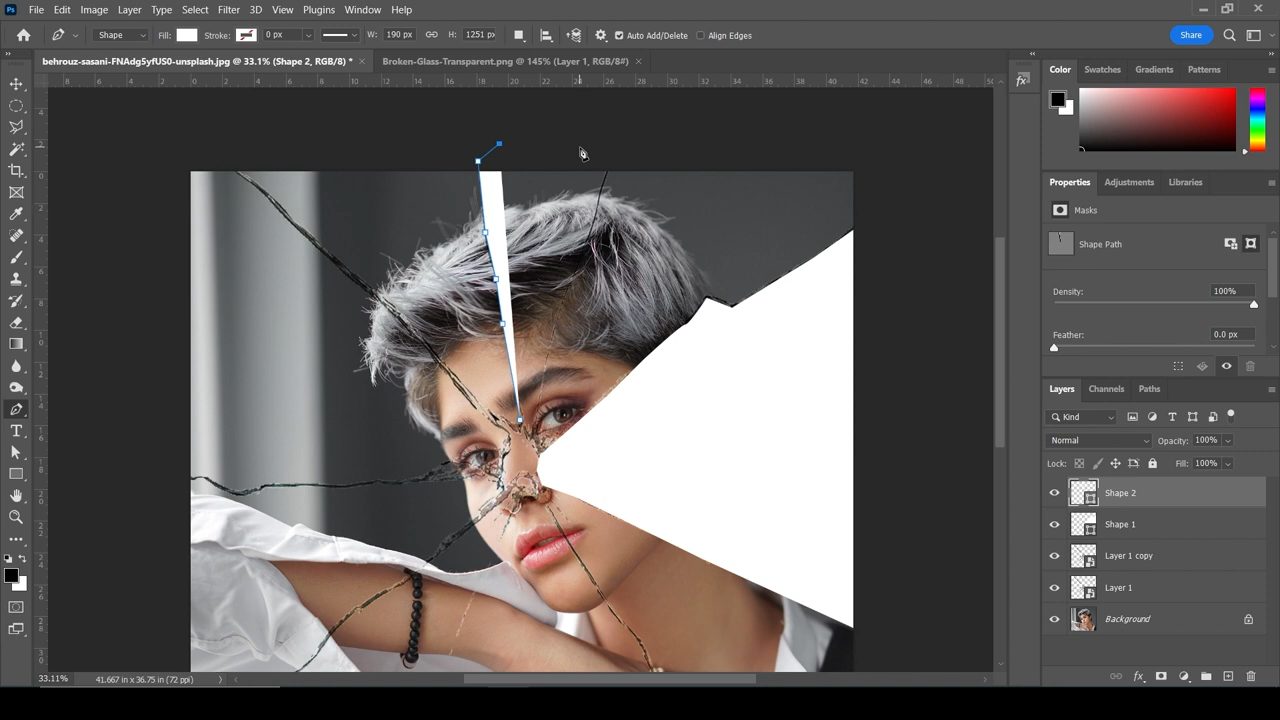 Ps File Edit Image Layer Type Select Filter 3D View Plugins Window Help
Shape Fill: Stroke: 0 px W: 190 px H: 1251 px Auto Add/Delete Align Edges Share
behrouz-sasani-FNAdg5yfUS0-unsplash.jpg @ 33.1% (Shape 2, RGB/8) * × Broken-Glass-Transparent.png @ 145% (Layer 1, RGB/8#) ×
Color Swatches Gradients Patterns
Properties Adjustments Libraries
Masks
Shape Path
Density: 100%
Feather: 0.0 px
Layers Channels Paths
Kind
Normal Opacity: 100%
Lock: Fill: 100%
Shape 2
Shape 1
Layer 1 copy
Layer 1
Background
33.11% 41.667 in x 36.75 in (72 ppi)